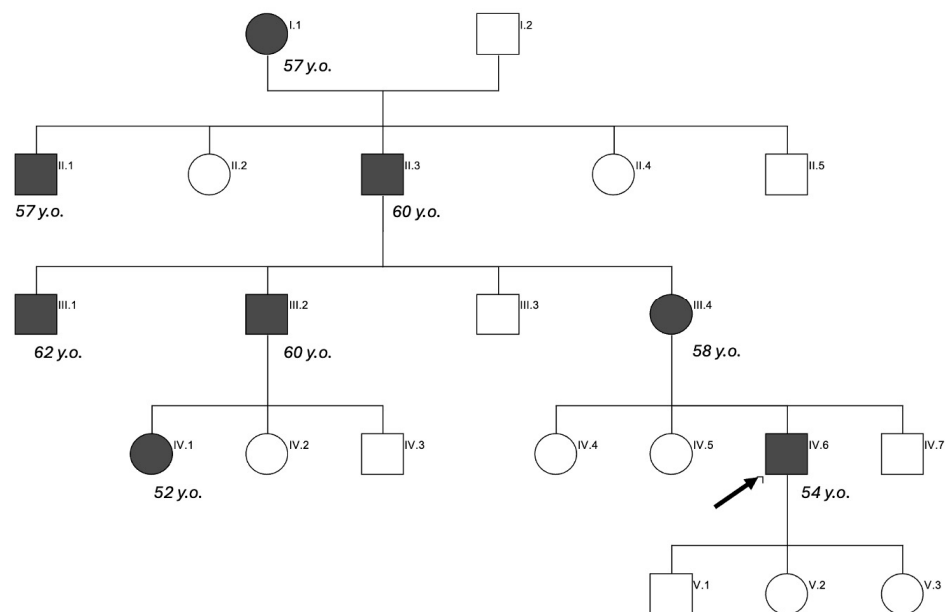 I.1
I.2
57 y.o.
II.1
II.2
II.3
II.4
II.5
57 y.o.
60 y.o.
III.1
III.2
III.3
III.4
62 y.o.
60 y.o.
58 y.o.
IV.1
IV.2
IV.3
IV.4
IV.5
IV.6
IV.7
52 y.o.
54 y.o.
V.1
V.2
V.3